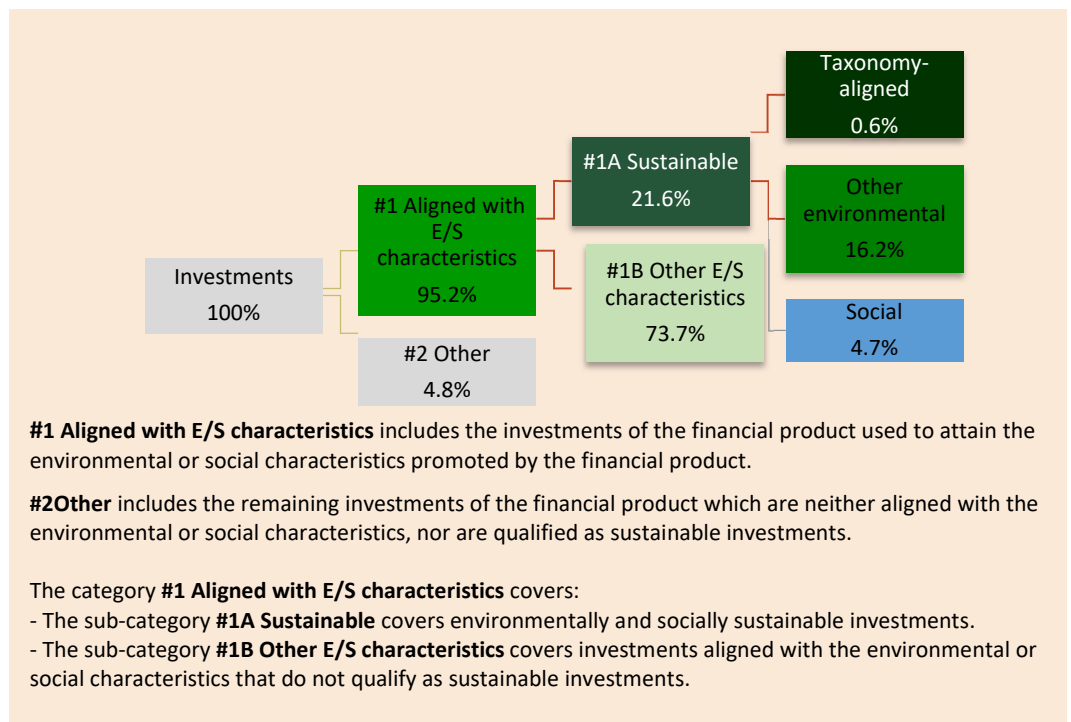 Taxonomy-
aligned
0.6%
#1A Sustainable
21.6%
Other
environmental
16.2%
#1 Aligned with
E/S
characteristics
95.2%
#1B Other E/S
characteristics
73.7%
Investments
100%
Social
4.7%
#2 Other
4.8%
#1 Aligned with E/S characteristics includes the investments of the financial product used to attain the
environmental or social characteristics promoted by the financial product.
#2Other includes the remaining investments of the financial product which are neither aligned with the
environmental or social characteristics, nor are qualified as sustainable investments.
The category #1 Aligned with E/S characteristics covers:
- The sub-category #1A Sustainable covers environmentally and socially sustainable investments.
- The sub-category #1B Other E/S characteristics covers investments aligned with the environmental or
social characteristics that do not qualify as sustainable investments.